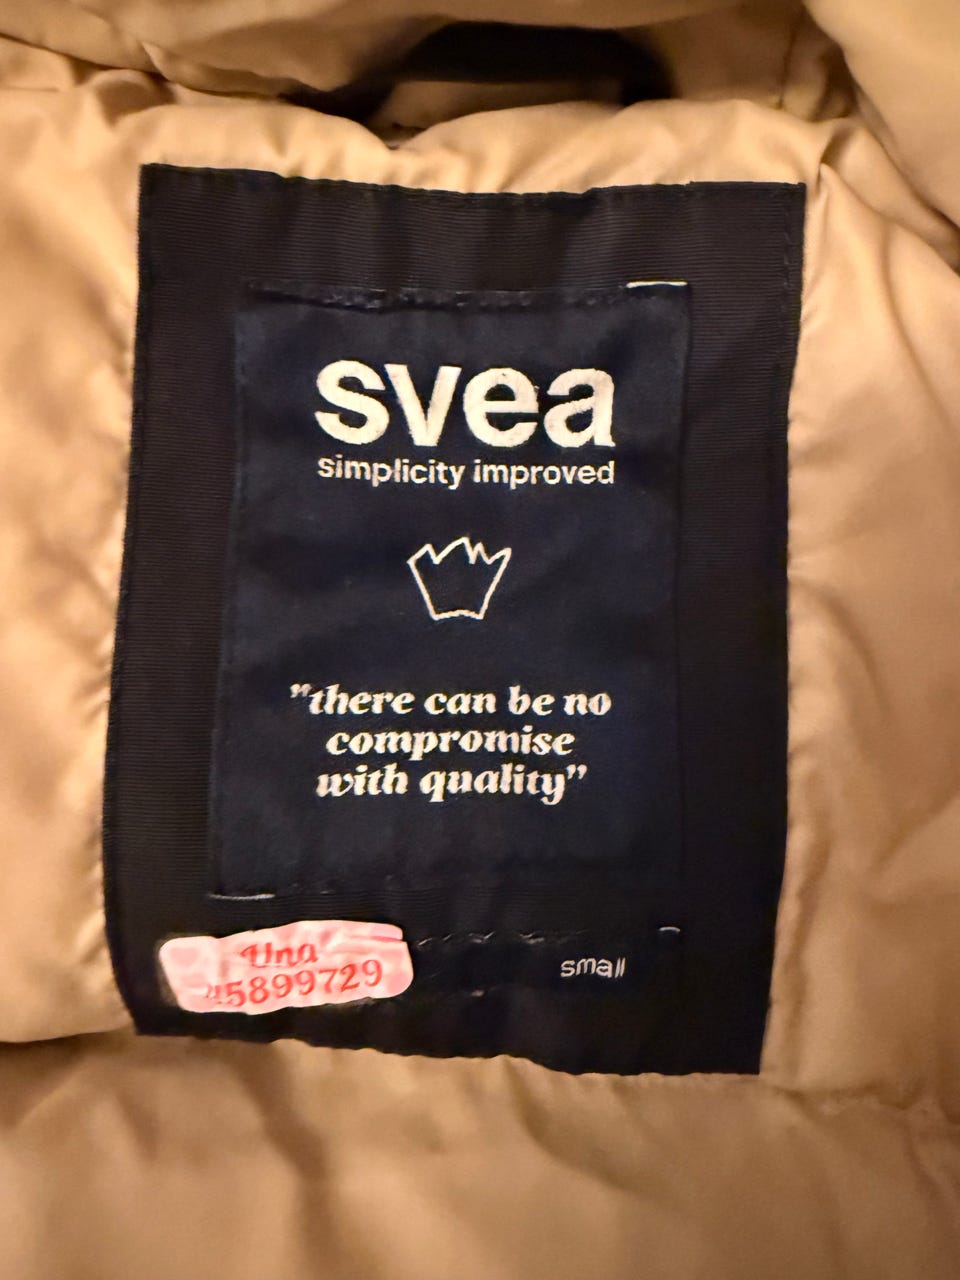 svea
simplicity improved
"there can be no
compromise
with quality"
small
Una
5899729